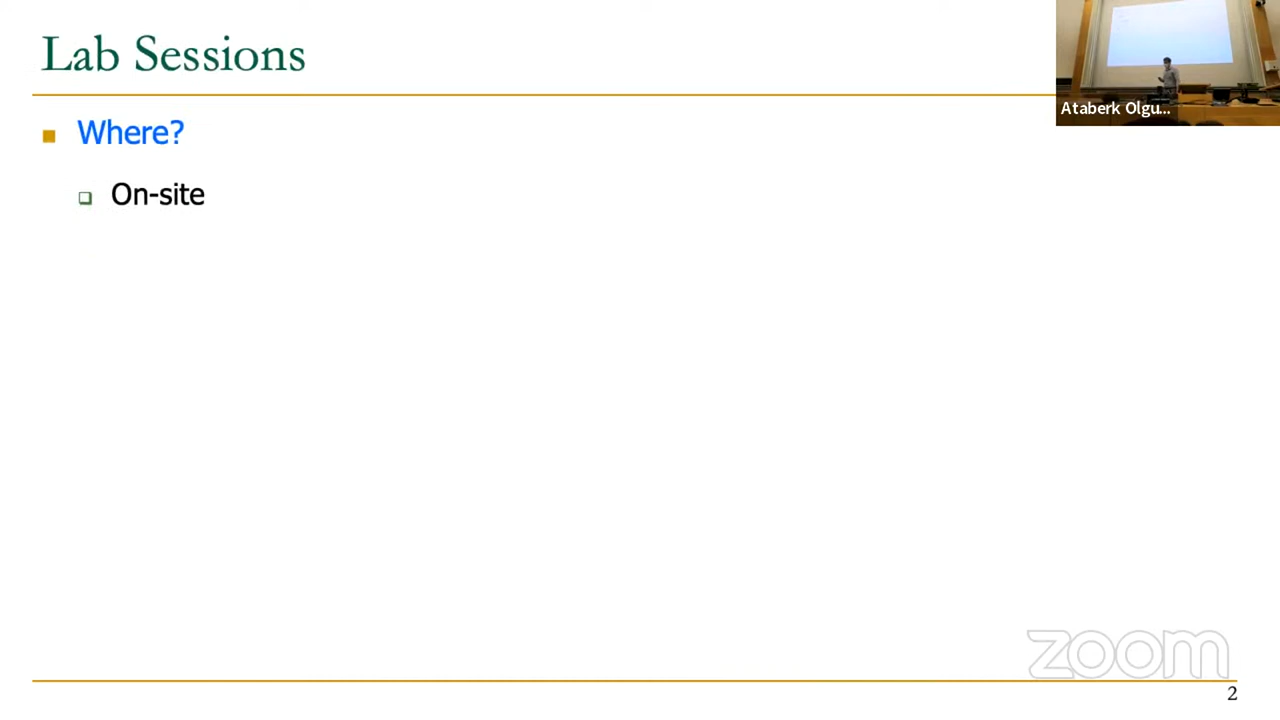 Lab Sessions
Ataberk Olgu...
Where?
On-site
zoom
2